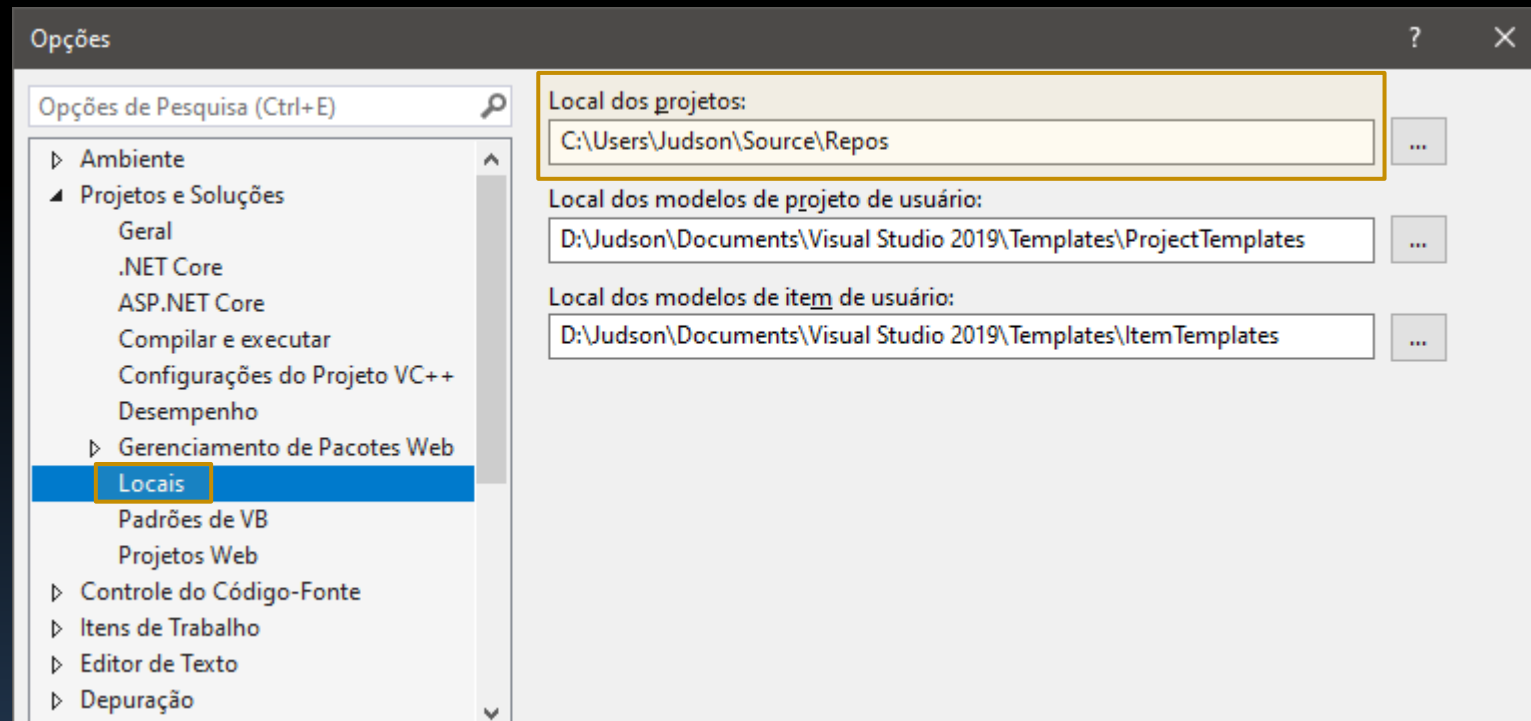 Opções
?
Opções de Pesquisa (Ctrl+E)
Ambiente
Projetos e Soluções
Geral
.NET Core
ASP.NET Core
Compilar e executar
Configurações do Projeto VC++
Desempenho
Gerenciamento de Pacotes Web
Locais
Padrões de VB
Projetos Web
Controle do Código-Fonte
Itens de Trabalho
Editor de Texto
Depuração
Local dos projetos:
C:\Users\Judson\Source\Repos
...
Local dos modelos de projeto de usuário:
D:\Judson\Documents\Visual Studio 2019\Templates\ProjectTemplates
...
Local dos modelos de item de usuário:
D:\Judson\Documents\Visual Studio 2019\Templates\ItemTemplates
...